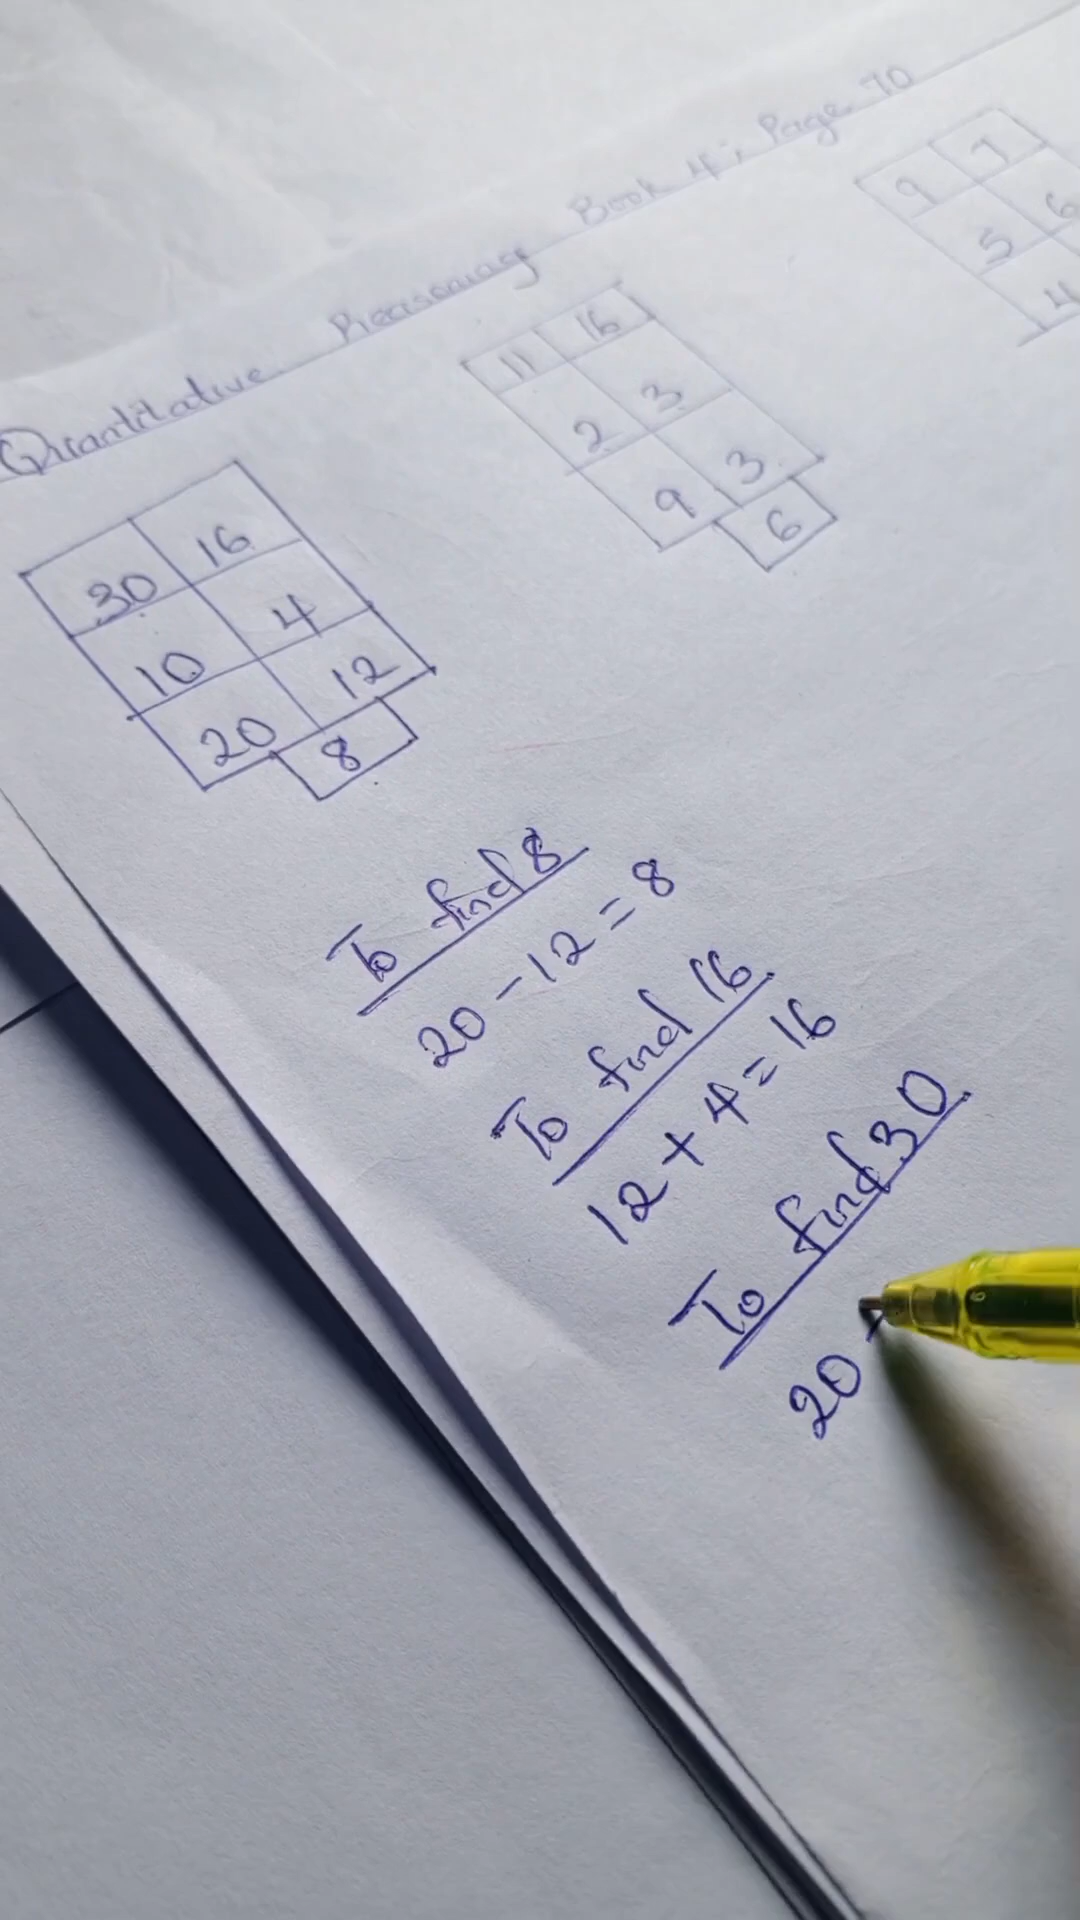 Quantitative Reasoning Book 4; Page 70
30 16
10 4
20 12
8
11 16
2 3
9 3
6
9 7
5 6
4
To find 8
20 - 12 = 8
To find 16
12 + 4 = 16
To find 30
20